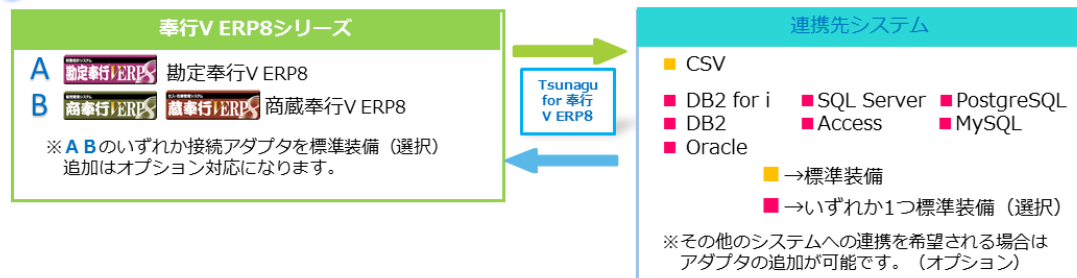 奉行V ERP8シリーズ
A 勘定奉行V ERP8 勘定奉行V ERP8
B 商奉行V ERP8 蔵奉行V ERP8 商蔵奉行V ERP8
※ＡＢのいずれか接続アダプタを標準装備（選択）
追加はオプション対応になります。
Tsunagu
for 奉行
V ERP8
連携先システム
CSV
DB2 for i SQL Server PostgreSQL
DB2 Access MySQL
Oracle
→標準装備
→いずれか1つ標準装備（選択）
※その他のシステムへの連携を希望される場合は
アダプタの追加が可能です。（オプション）